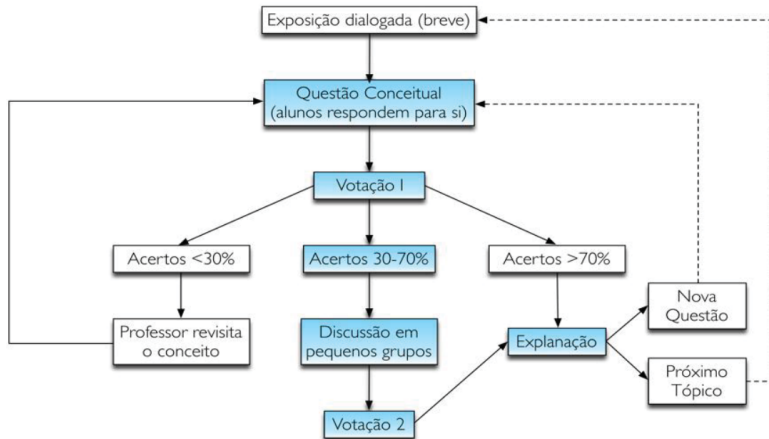 Exposição dialogada (breve)
Questão Conceitual
(alunos respondem para si)
Votação I
Acertos <30%
Acertos 30-70%
Acertos >70%
Professor revisita
o conceito
Discussão em
pequenos grupos
Explanação
Nova
Questão
Próximo
Tópico
Votação 2